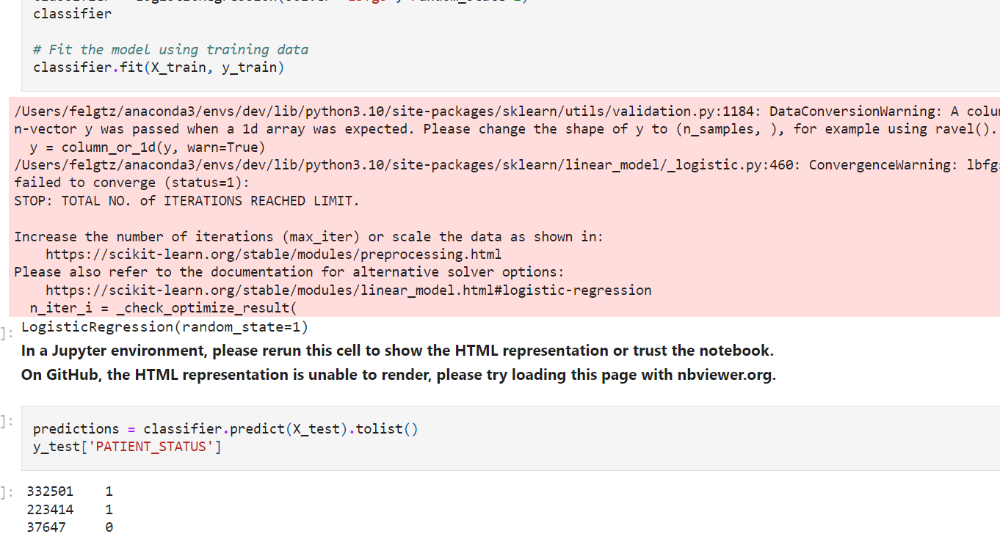 classifier
# Fit the model using training data
classifier.fit(X_train, y_train)
/Users/felgtz/anaconda3/envs/dev/lib/python3.10/site-packages/sklearn/utils/validation.py:1184: DataConversionWarning: A colu
n-vector y was passed when a 1d array was expected. Please change the shape of y to (n_samples, ), for example using ravel().
  y = column_or_1d(y, warn=True)
/Users/felgtz/anaconda3/envs/dev/lib/python3.10/site-packages/sklearn/linear_model/_logistic.py:460: ConvergenceWarning: lbfg
failed to converge (status=1):
STOP: TOTAL NO. of ITERATIONS REACHED LIMIT.
Increase the number of iterations (max_iter) or scale the data as shown in:
    https://scikit-learn.org/stable/modules/preprocessing.html
Please also refer to the documentation for alternative solver options:
    https://scikit-learn.org/stable/modules/linear_model.html#logistic-regression
  n_iter_i = _check_optimize_result(
]: LogisticRegression(random_state=1)
In a Jupyter environment, please rerun this cell to show the HTML representation or trust the notebook.
On GitHub, the HTML representation is unable to render, please try loading this page with nbviewer.org.
]: predictions = classifier.predict(X_test).tolist()
y_test['PATIENT_STATUS']
]: 332501    1
223414    1
37647     0